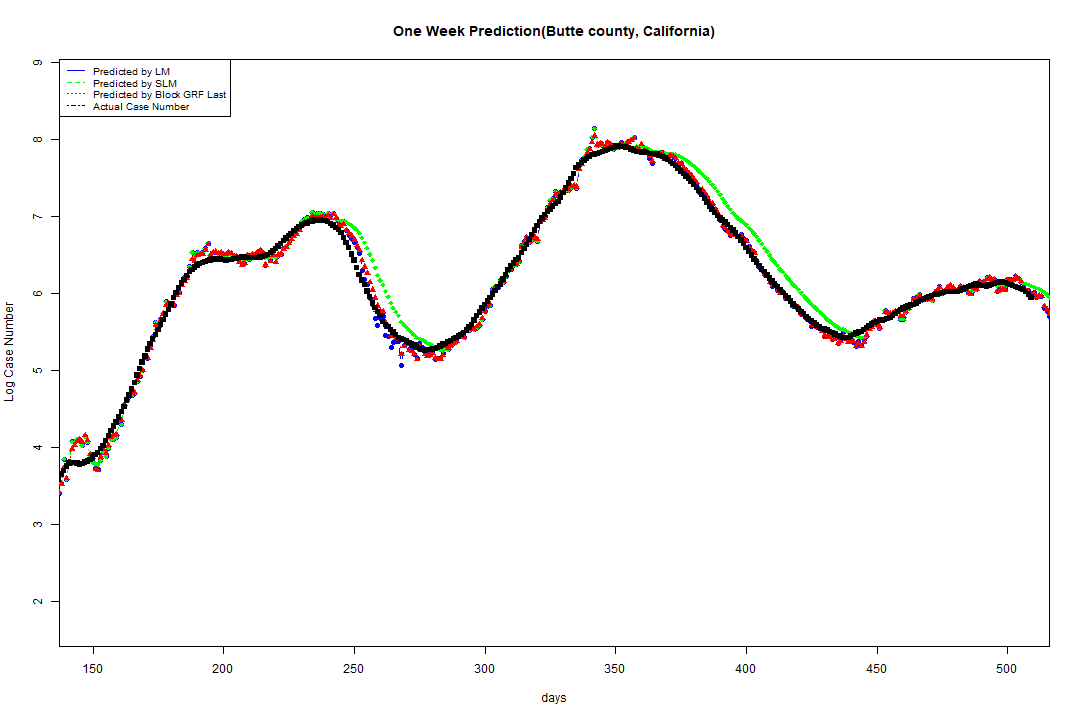 One Week Prediction(Butte county, California)
Predicted by LM
Predicted by SLM
Predicted by Block GRF Last
Actual Case Number
Log Case Number
9
8
7
6
5
4
3
2
150 200 250 300 350 400 450 500
days